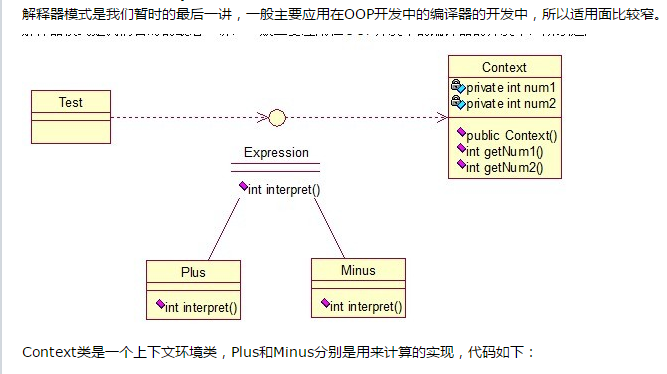 解释器模式是我们暂时的最后一讲，一般主要应用在OOP开发中的编译器的开发中，所以适用面比较窄。
Context
private int num1
private int num2
Test
public Context()
int getNum1()
int getNum2()
Expression
int interpret()
Plus
Minus
int interpret()
int interpret()
Context类是一个上下文环境类，Plus和Minus分别是用来计算的实现，代码如下：